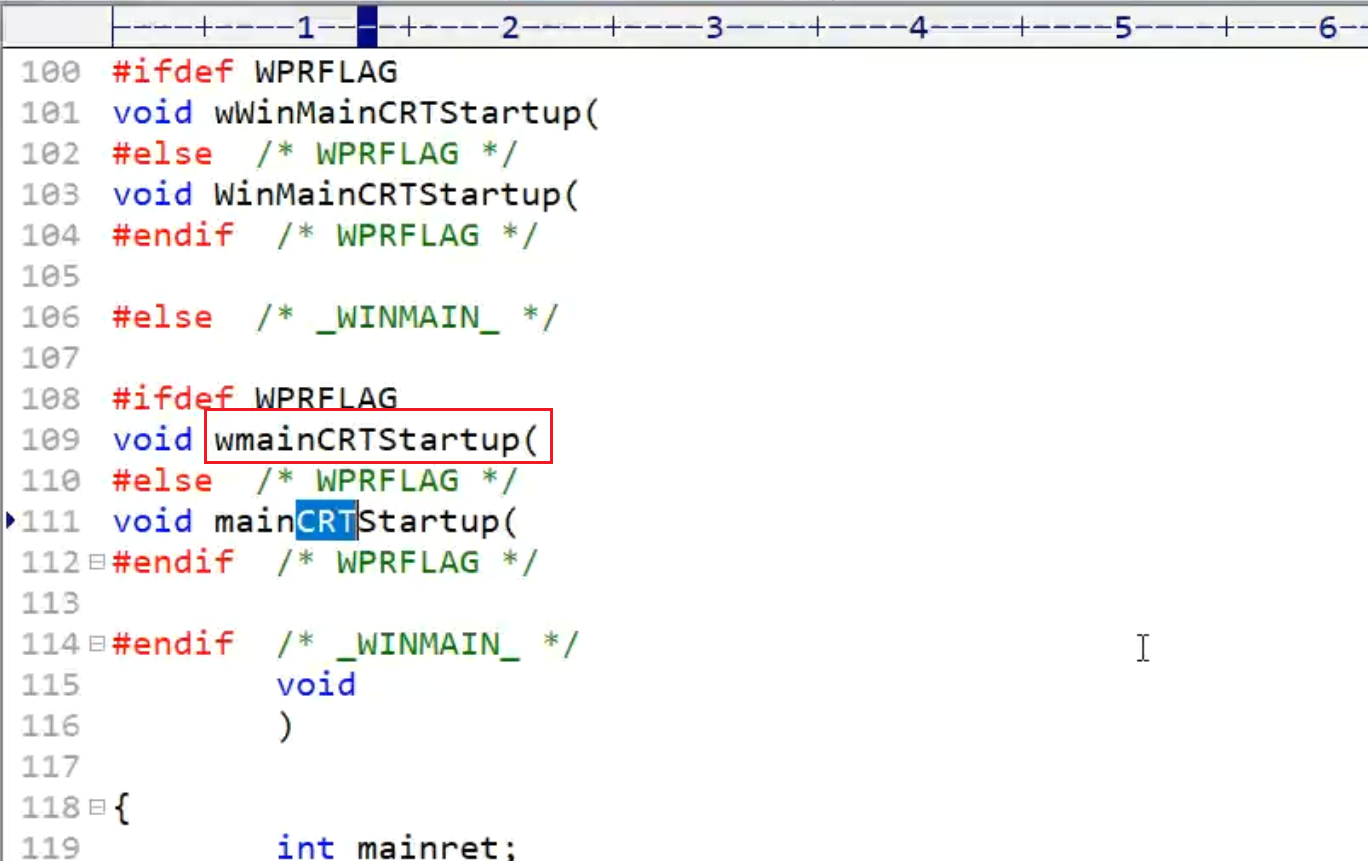 |----+----1----+----2----+----3----+----4----+----5----+----6--
100 #ifdef WPRFLAG
101 void wWinMainCRTStartup(
102 #else  /* WPRFLAG */
103 void WinMainCRTStartup(
104 #endif  /* WPRFLAG */
105
106 #else  /* _WINMAIN_ */
107
108 #ifdef WPRFLAG
109 void wmainCRTStartup(
110 #else  /* WPRFLAG */
111 void mainCRTStartup(
112 #endif  /* WPRFLAG */
113
114 #endif  /* _WINMAIN_ */
115         void
116         )
117
118 {
119         int mainret;